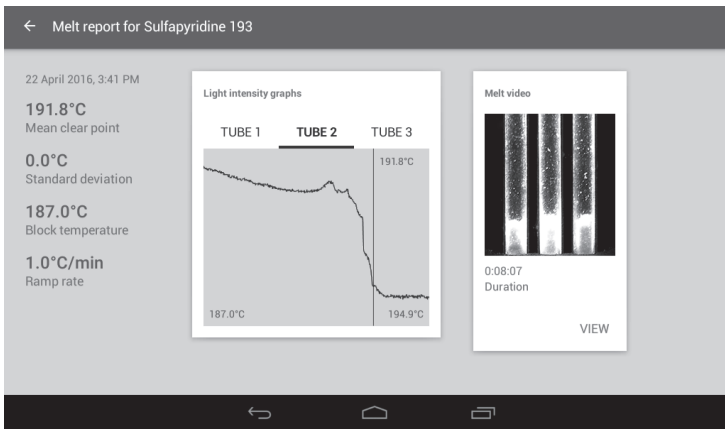 Melt report for Sulfapyridine 193
22 April 2016, 3:41 PM
191.8°C
Mean clear point
0.0°C
Standard deviation
187.0°C
Block temperature
1.0°C/min
Ramp rate
Light intensity graphs
TUBE 1 TUBE 2 TUBE 3
191.8°C
187.0°C 194.9°C
Melt video
0:08:07
Duration
VIEW